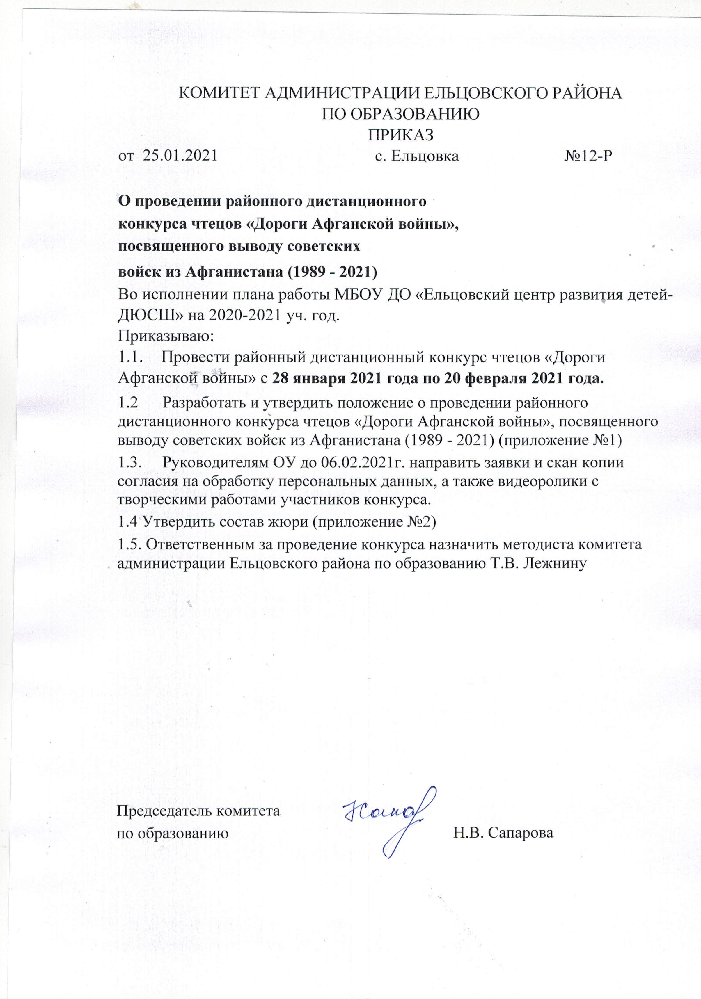 КОМИТЕТ АДМИНИСТРАЦИИ ЕЛЬЦОВСКОГО РАЙОНА
ПО ОБРАЗОВАНИЮ
ПРИКАЗ
от 25.01.2021 с. Ельцовка №12-Р
О проведении районного дистанционного
конкурса чтецов «Дороги Афганской войны»,
посвященного выводу советских
войск из Афганистана (1989 - 2021)
Во исполнении плана работы МБОУ ДО «Ельцовский центр развития детей-
ДЮСШ» на 2020-2021 уч. год.
Приказываю:
1.1. Провести районный дистанционный конкурс чтецов «Дороги
Афганской войны» с 28 января 2021 года по 20 февраля 2021 года.
1.2 Разработать и утвердить положение о проведении районного
дистанционного конкурса чтецов «Дороги Афганской войны», посвященного
выводу советских войск из Афганистана (1989 - 2021) (приложение №1)
1.3. Руководителям ОУ до 06.02.2021г. направить заявки и скан копии
согласия на обработку персональных данных, а также видеоролики с
творческими работами участников конкурса.
1.4 Утвердить состав жюри (приложение №2)
1.5. Ответственным за проведение конкурса назначить методиста комитета
администрации Ельцовского района по образованию Т.В. Лежнину
Председатель комитета
по образованию Н.В. Сапарова